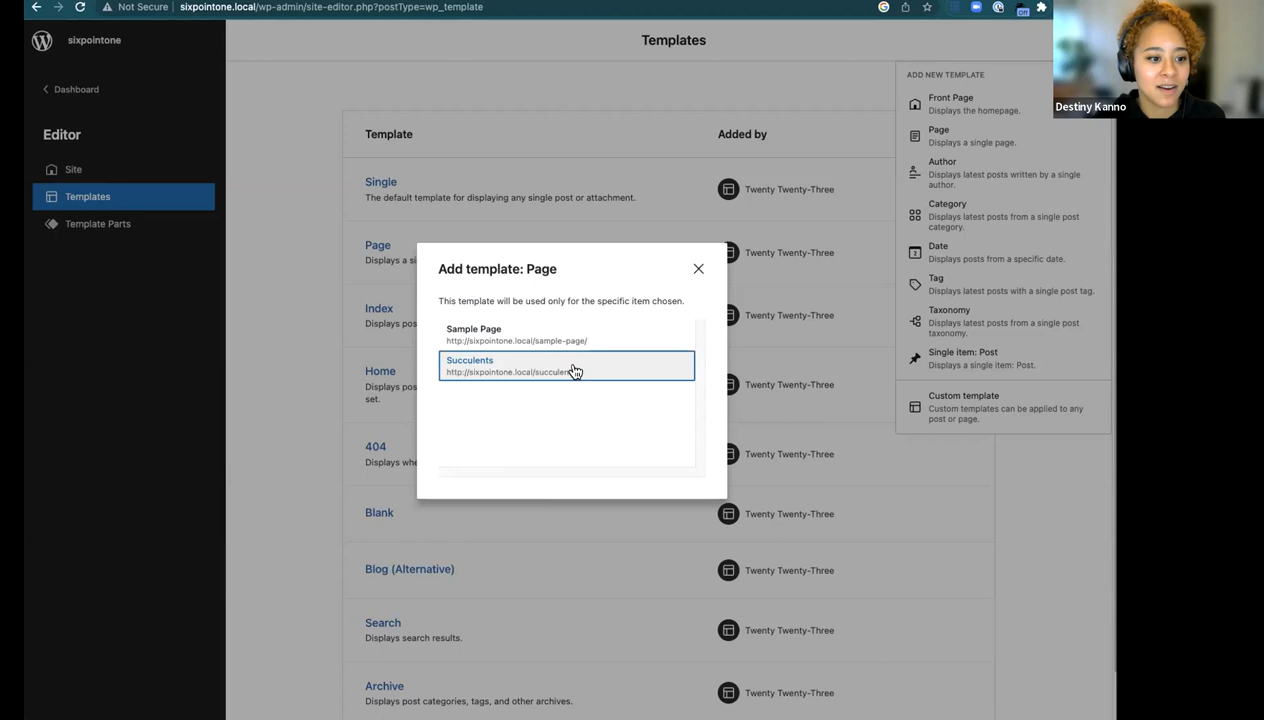 Not Secure sixpointone.local/wp-admin/site-editor.php?postType=wp_template
Off
sixpointone
Templates
Destiny Kanno
Dashboard
Editor
Site
Templates
Template Parts
Template Added by
Single
The default template for displaying any single post or attachment.
Twenty Twenty-Three
Page
Displays a si
Twenty Twenty-Three
Index
Displays pos
Twenty Twenty-Three
Home
Displays pos
set.
Twenty Twenty-Three
404
Displays whe
Twenty Twenty-Three
Blank
Twenty Twenty-Three
Blog (Alternative)
Twenty Twenty-Three
Search
Displays search results.
Twenty Twenty-Three
Archive
Displays post categories, tags, and other archives.
Twenty Twenty-Three
Add template: Page
This template will be used only for the specific item chosen.
Sample Page
http://sixpointone.local/sample-page/
Succulents
http://sixpointone.local/succulen
ADD NEW TEMPLATE
Front Page
Displays the homepage.
Page
Displays a single page.
Author
Displays latest posts written by a single
author.
Category
Displays latest posts from a single post
category.
Date
Displays posts from a specific date.
Tag
Displays latest posts with a single post tag.
Taxonomy
Displays latest posts from a single post
taxonomy.
Single item: Post
Displays a single item: Post.
Custom template
Custom templates can be applied to any
post or page.